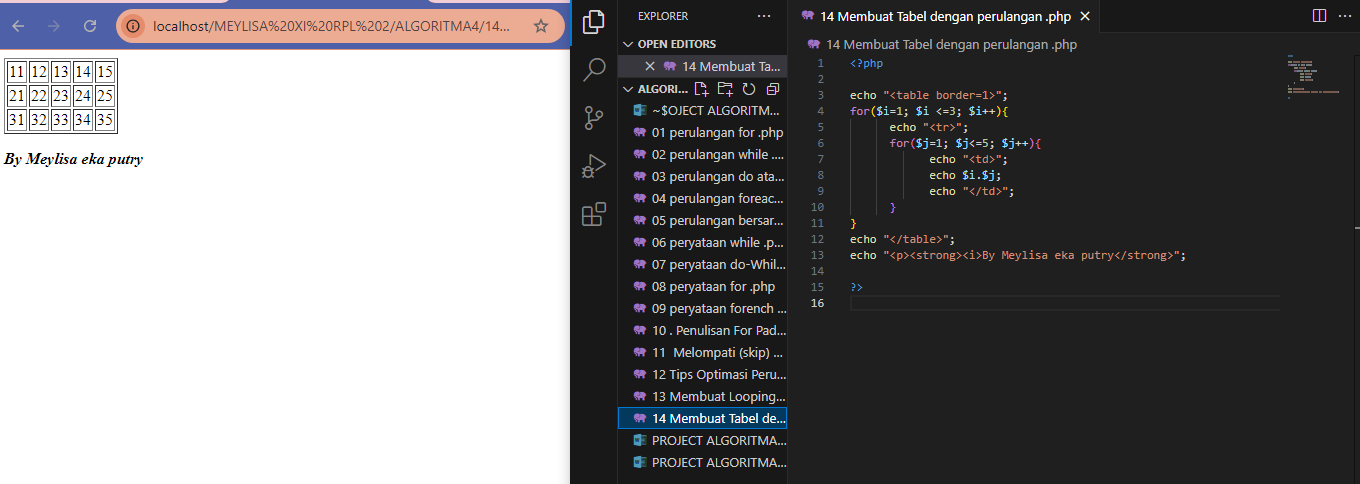 localhost/MEYLISA%20XI%20RPL%202/ALGORITMA4/14...
11 12 13 14 15
21 22 23 24 25
31 32 33 34 35
By Meylisa eka putry
EXPLORER ...
OPEN EDITORS
14 Membuat Ta...
ALGORI...
~$OJECT ALGORITM...
01 perulangan for .php
02 perulangan while ....
03 perulangan do ata...
04 perulangan foreac...
05 perulangan bersar...
06 peryataan while .p...
07 peryataan do-Whil...
08 peryataan for .php
09 peryataan forench ...
10 . Penulisan For Pad...
11  Melompati (skip) ...
12 Tips Optimasi Peru...
13 Membuat Looping...
14 Membuat Tabel de...
PROJECT ALGORITMA...
PROJECT ALGORITMA...
14 Membuat Tabel dengan perulangan .php
14 Membuat Tabel dengan perulangan .php
1 <?php
2
3 echo "<table border=1>";
4 for($i=1; $i <=3; $i++){
5 echo "<tr>";
6 for($j=1; $j<=5; $j++){
7 echo "<td>";
8 echo $i.$j;
9 echo "</td>";
10 }
11 }
12 echo "</table>";
13 echo "<p><strong><i>By Meylisa eka putry</strong>";
14
15 ?>
16